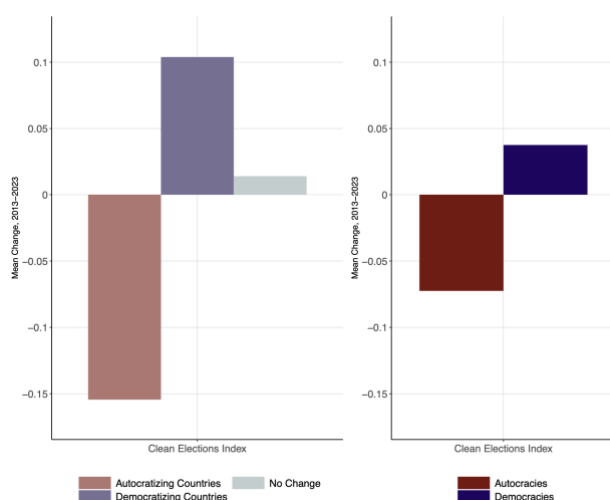 0.1
0.05
0
−0.05
−0.1
−0.15
Mean Change, 2013–2023
Clean Elections Index
Autocratizing Countries
No Change
Democratizing Countries
0.1
0.05
0
−0.05
−0.1
−0.15
Mean Change, 2013–2023
Clean Elections Index
Autocracies
Democracies